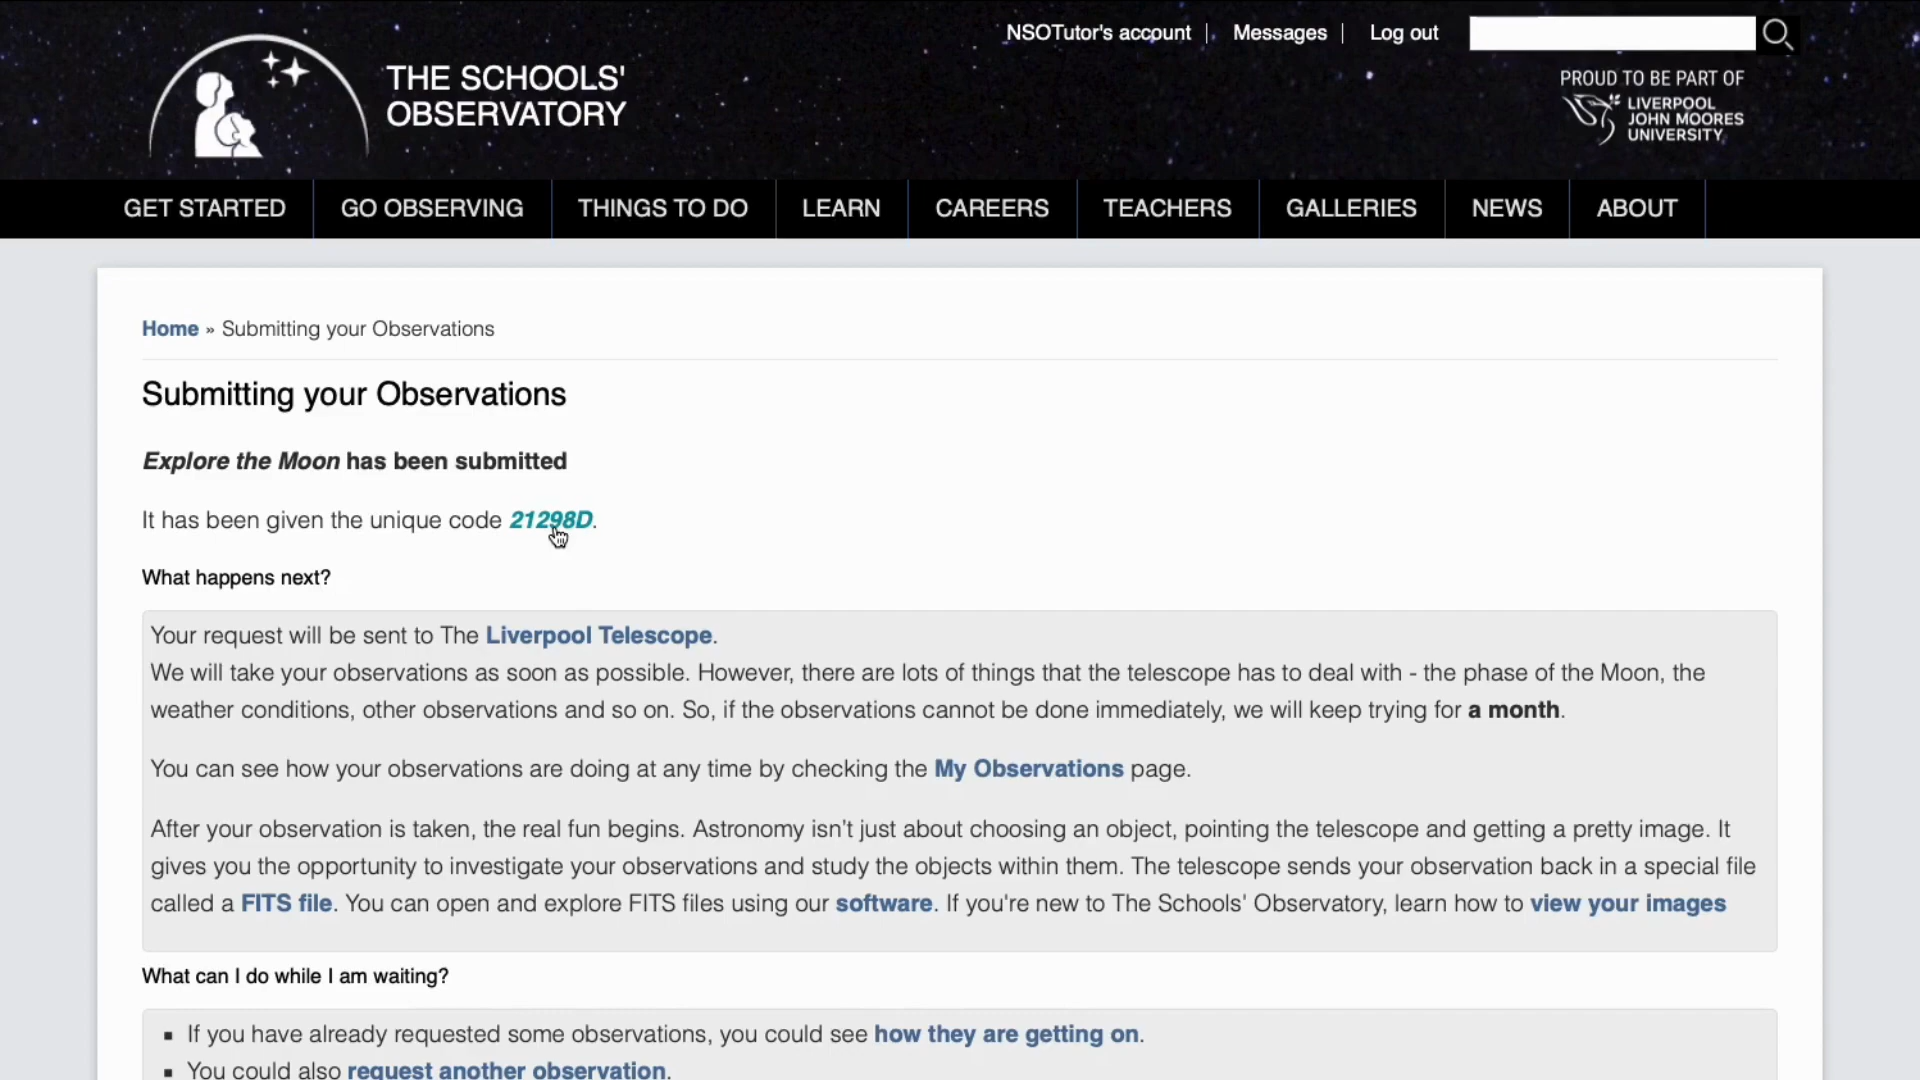 NSOTutor's account | Messages | Log out
THE SCHOOLS'
OBSERVATORY
PROUD TO BE PART OF
LIVERPOOL
JOHN MOORES
UNIVERSITY
GET STARTED GO OBSERVING THINGS TO DO LEARN CAREERS TEACHERS GALLERIES NEWS ABOUT
Home » Submitting your Observations
Submitting your Observations
Explore the Moon has been submitted
It has been given the unique code 21298D.
What happens next?
Your request will be sent to The Liverpool Telescope.
We will take your observations as soon as possible. However, there are lots of things that the telescope has to deal with - the phase of the Moon, the
weather conditions, other observations and so on. So, if the observations cannot be done immediately, we will keep trying for a month.
You can see how your observations are doing at any time by checking the My Observations page.
After your observation is taken, the real fun begins. Astronomy isn't just about choosing an object, pointing the telescope and getting a pretty image. It
gives you the opportunity to investigate your observations and study the objects within them. The telescope sends your observation back in a special file
called a FITS file. You can open and explore FITS files using our software. If you're new to The Schools' Observatory, learn how to view your images
What can I do while I am waiting?
▪ If you have already requested some observations, you could see how they are getting on.
▪ You could also request another observation.